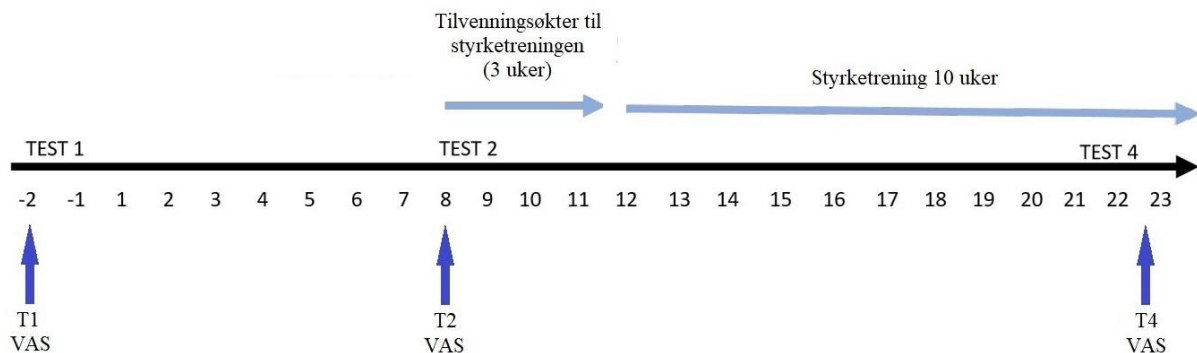 Tilvenningsøkter til
styrketreningen
(3 uker)
Styrketrening 10 uker
TEST 1
TEST 2
TEST 4
-2 -1 1 2 3 4 5 6 7 8 9 10 11 12 13 14 15 16 17 18 19 20 21 22 23
T1
VAS
T2
VAS
T4
VAS